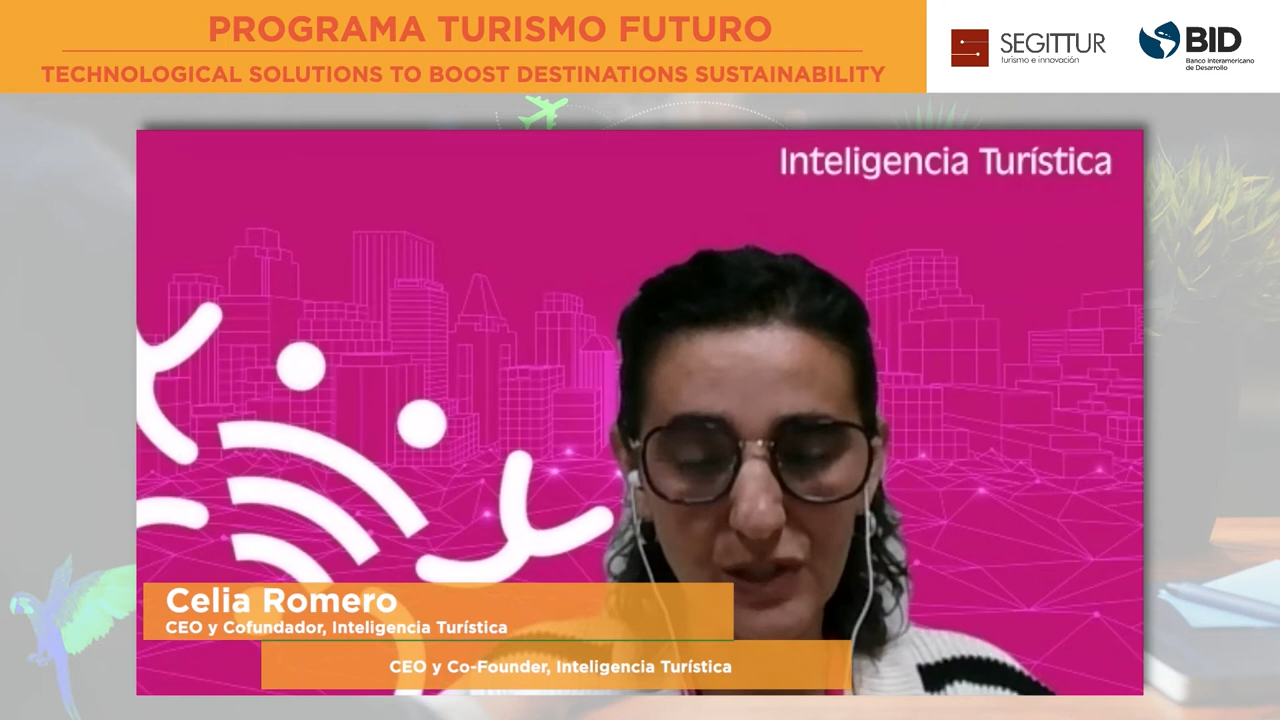 PROGRAMA TURISMO FUTURO
TECHNOLOGICAL SOLUTIONS TO BOOST DESTINATIONS SUSTAINABILITY
SEGITTUR
turismo e innovación
BID
Banco Interamericano
de Desarrollo
Inteligencia Turística
Celia Romero
CEO y Cofundador, Inteligencia Turística
CEO y Co-Founder, Inteligencia Turística